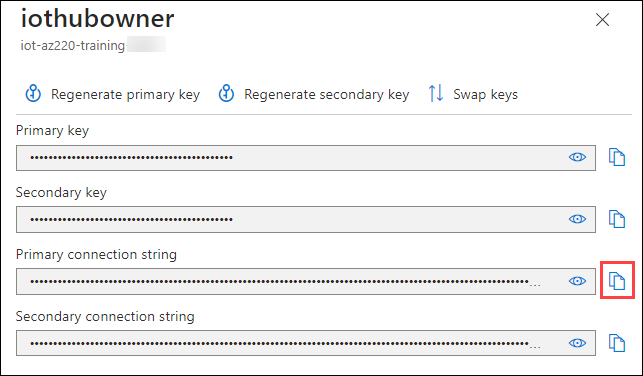 iothubowner
iot-az220-training
Regenerate primary key Regenerate secondary key Swap keys
Primary key
Secondary key
Primary connection string
...
Secondary connection string
...